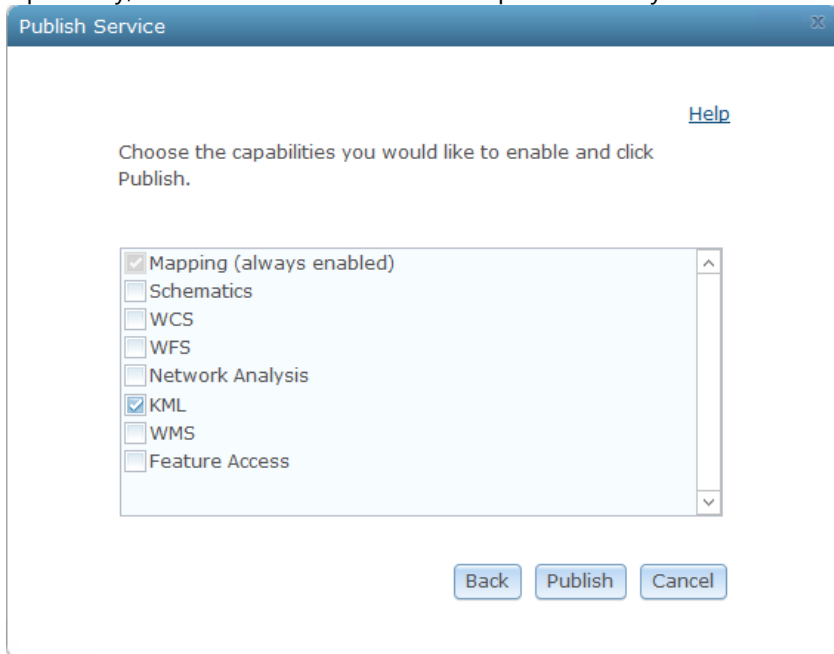 Publish Service
Help
Choose the capabilities you would like to enable and click
Publish.
Mapping (always enabled)
Schematics
WCS
WFS
Network Analysis
KML
WMS
Feature Access
Back Publish Cancel